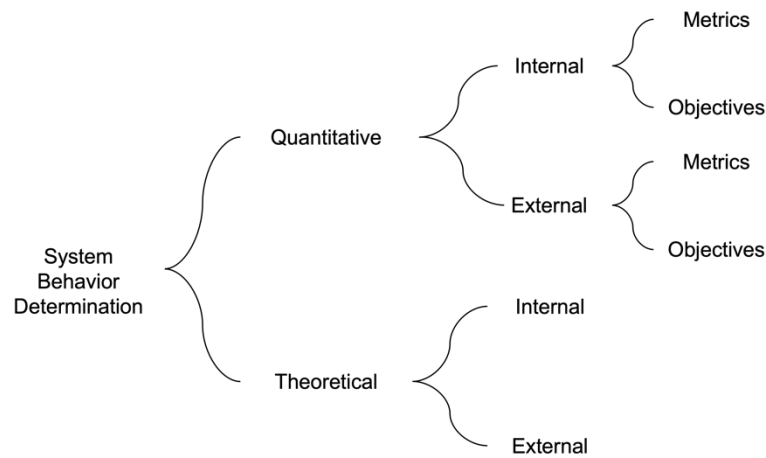 Metrics
Internal
Objectives
Quantitative
Metrics
External
Objectives
System
Behavior
Determination
Internal
Theoretical
External